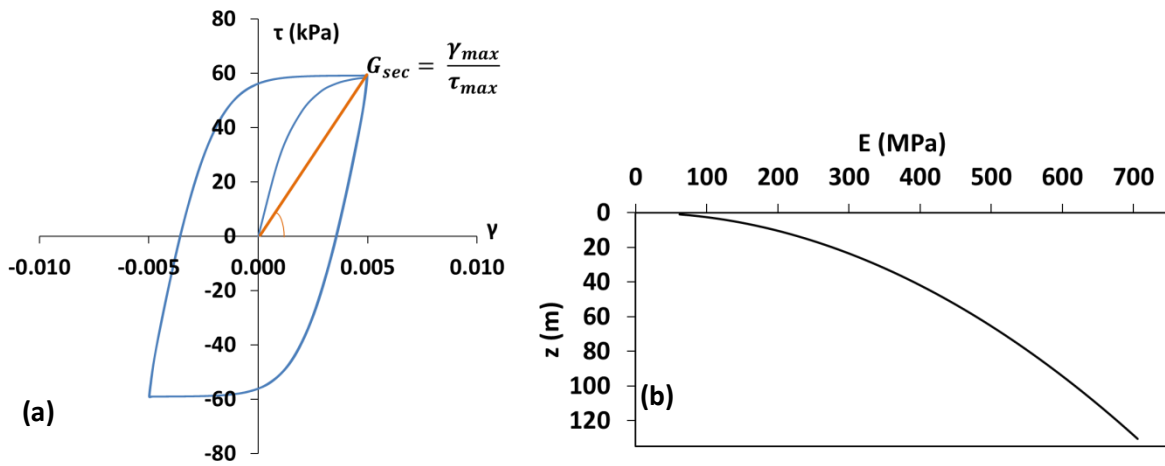 τ (kPa)
80
60
40
20
0
-20
-40
-60
-80
-0.010 -0.005 0.000 0.005 0.010
γ
G_sec = γ_max / τ_max
(a)
E (MPa)
0 100 200 300 400 500 600 700
0
20
40
60
80
100
120
z (m)
(b)